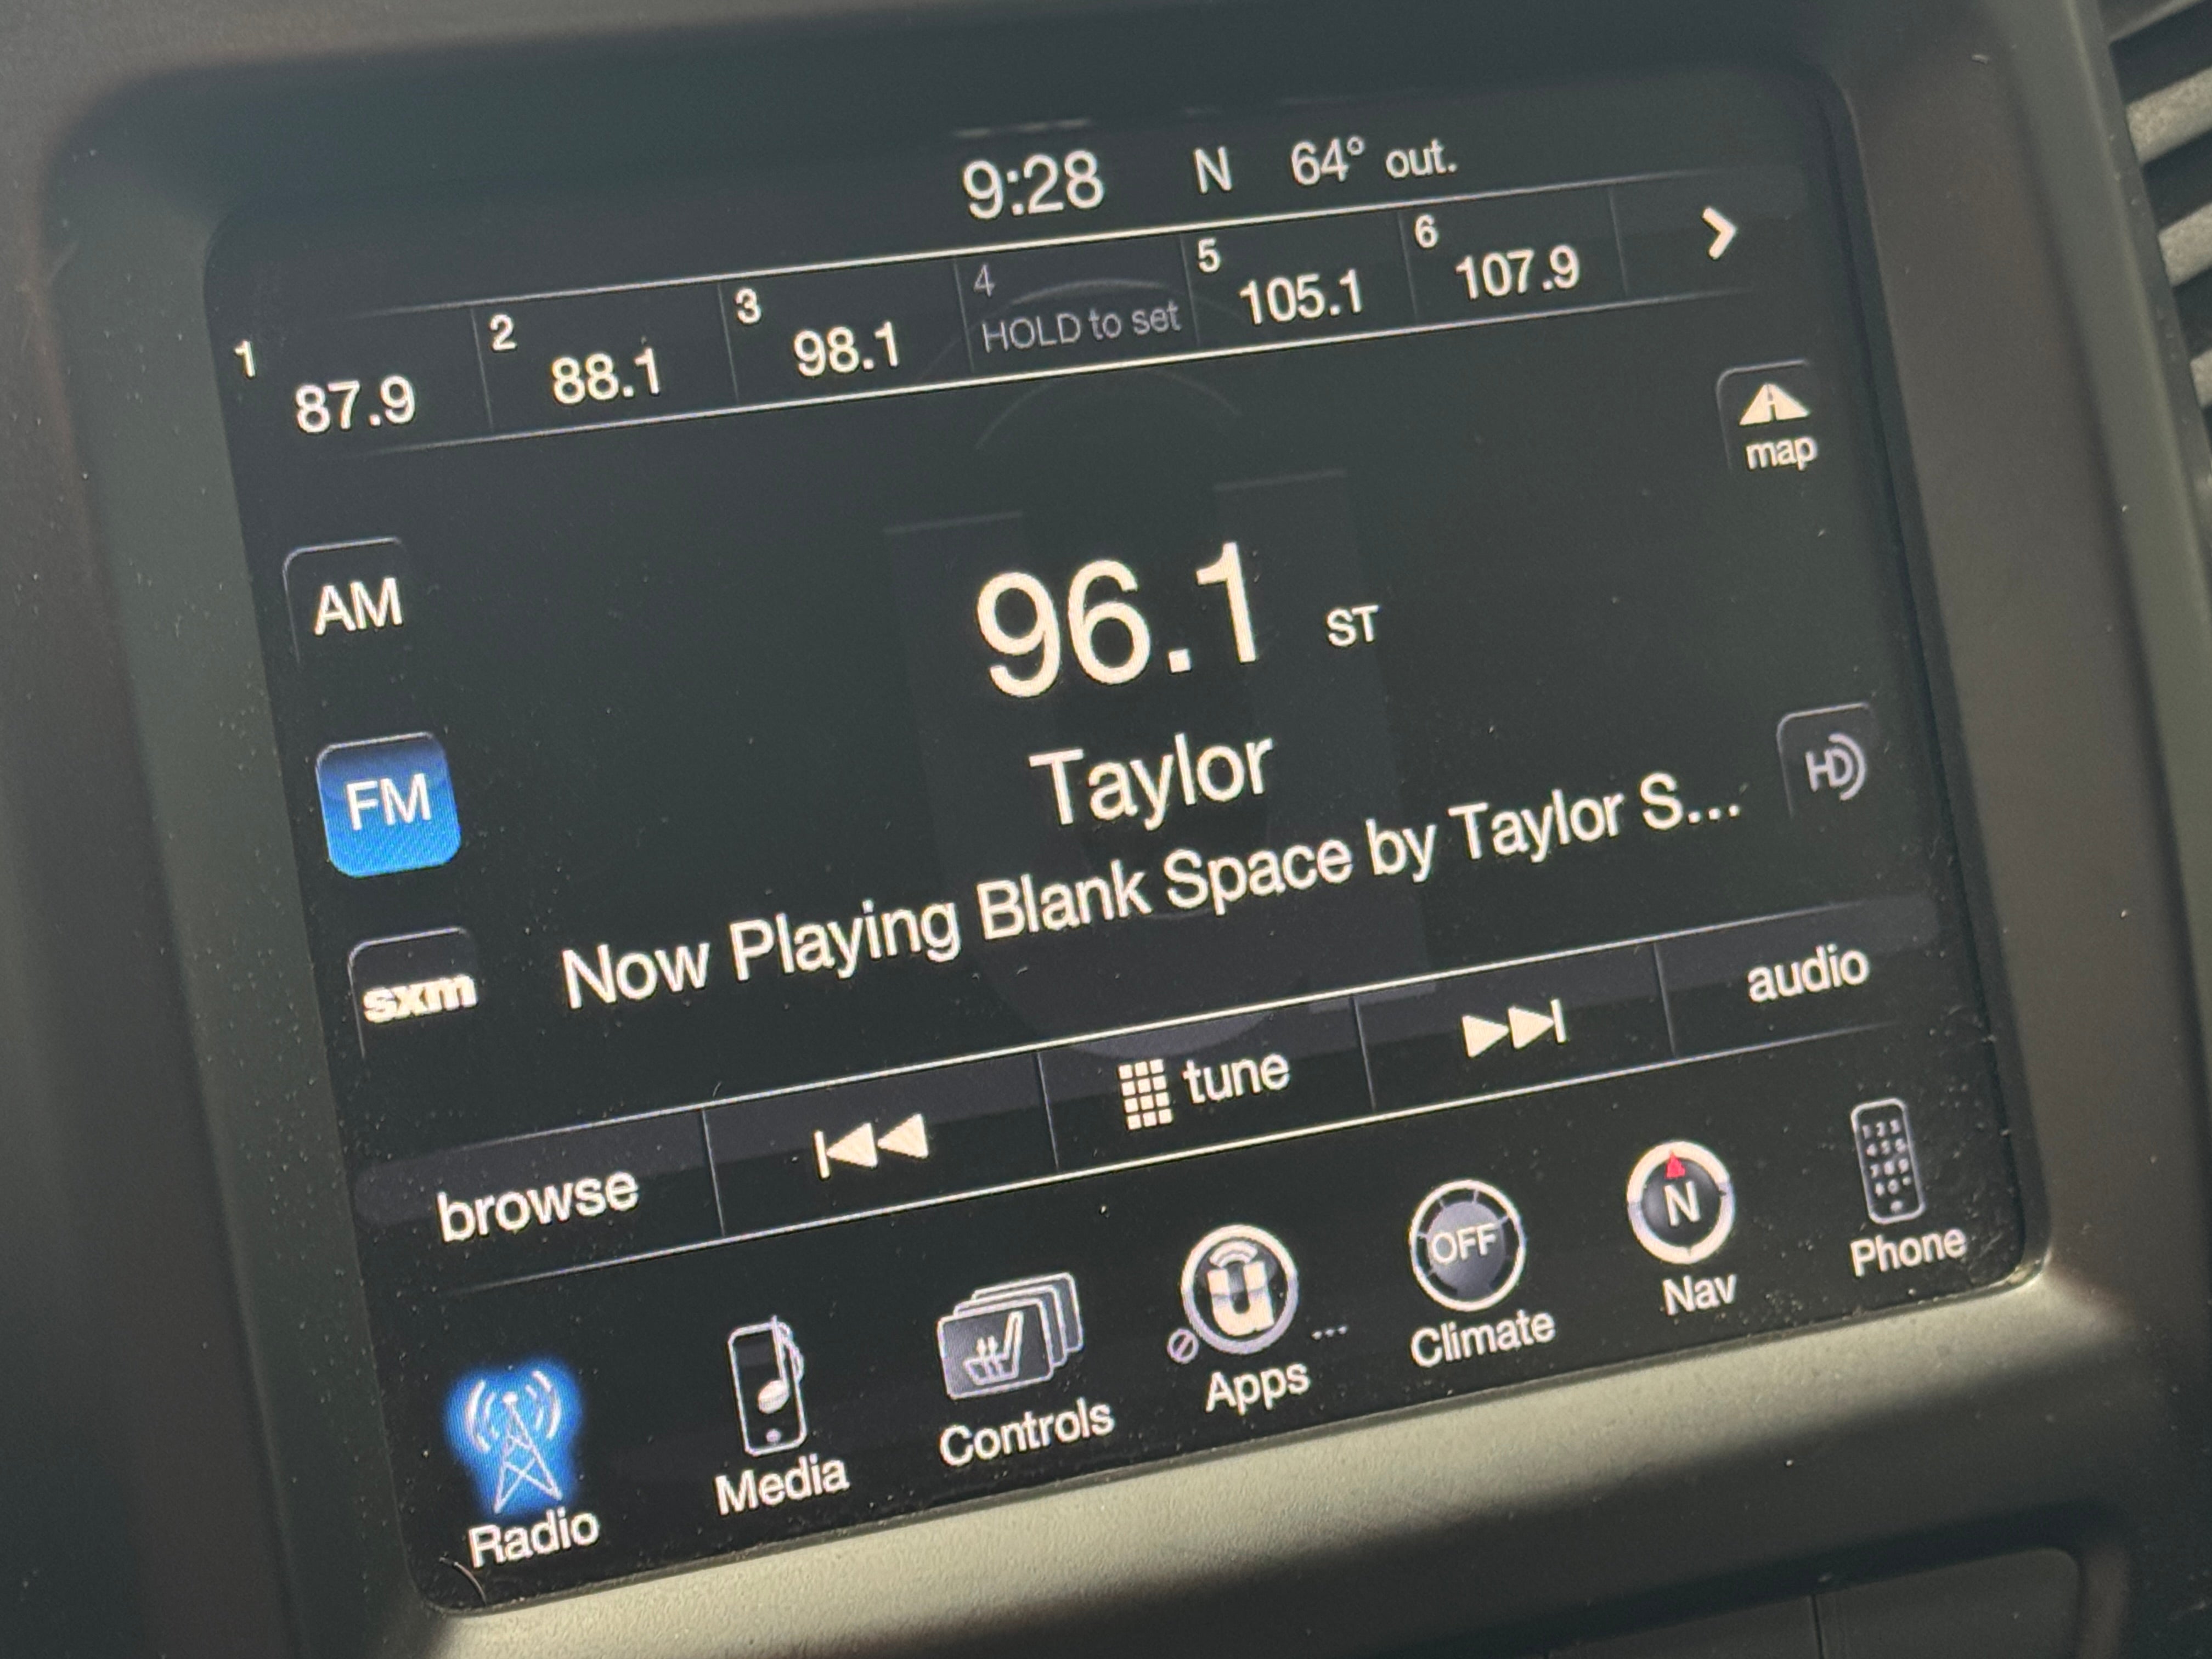 9:28 N 64° out.
1 87.9 2 88.1 3 98.1 4 HOLD to set 5 105.1 6 107.9
map
AM
96.1 ST
FM
Taylor
HD
sxm
Now Playing Blank Space by Taylor S...
browse tune audio
Radio
Media
Controls
u ...
Apps
OFF
Climate
N
Nav
Phone